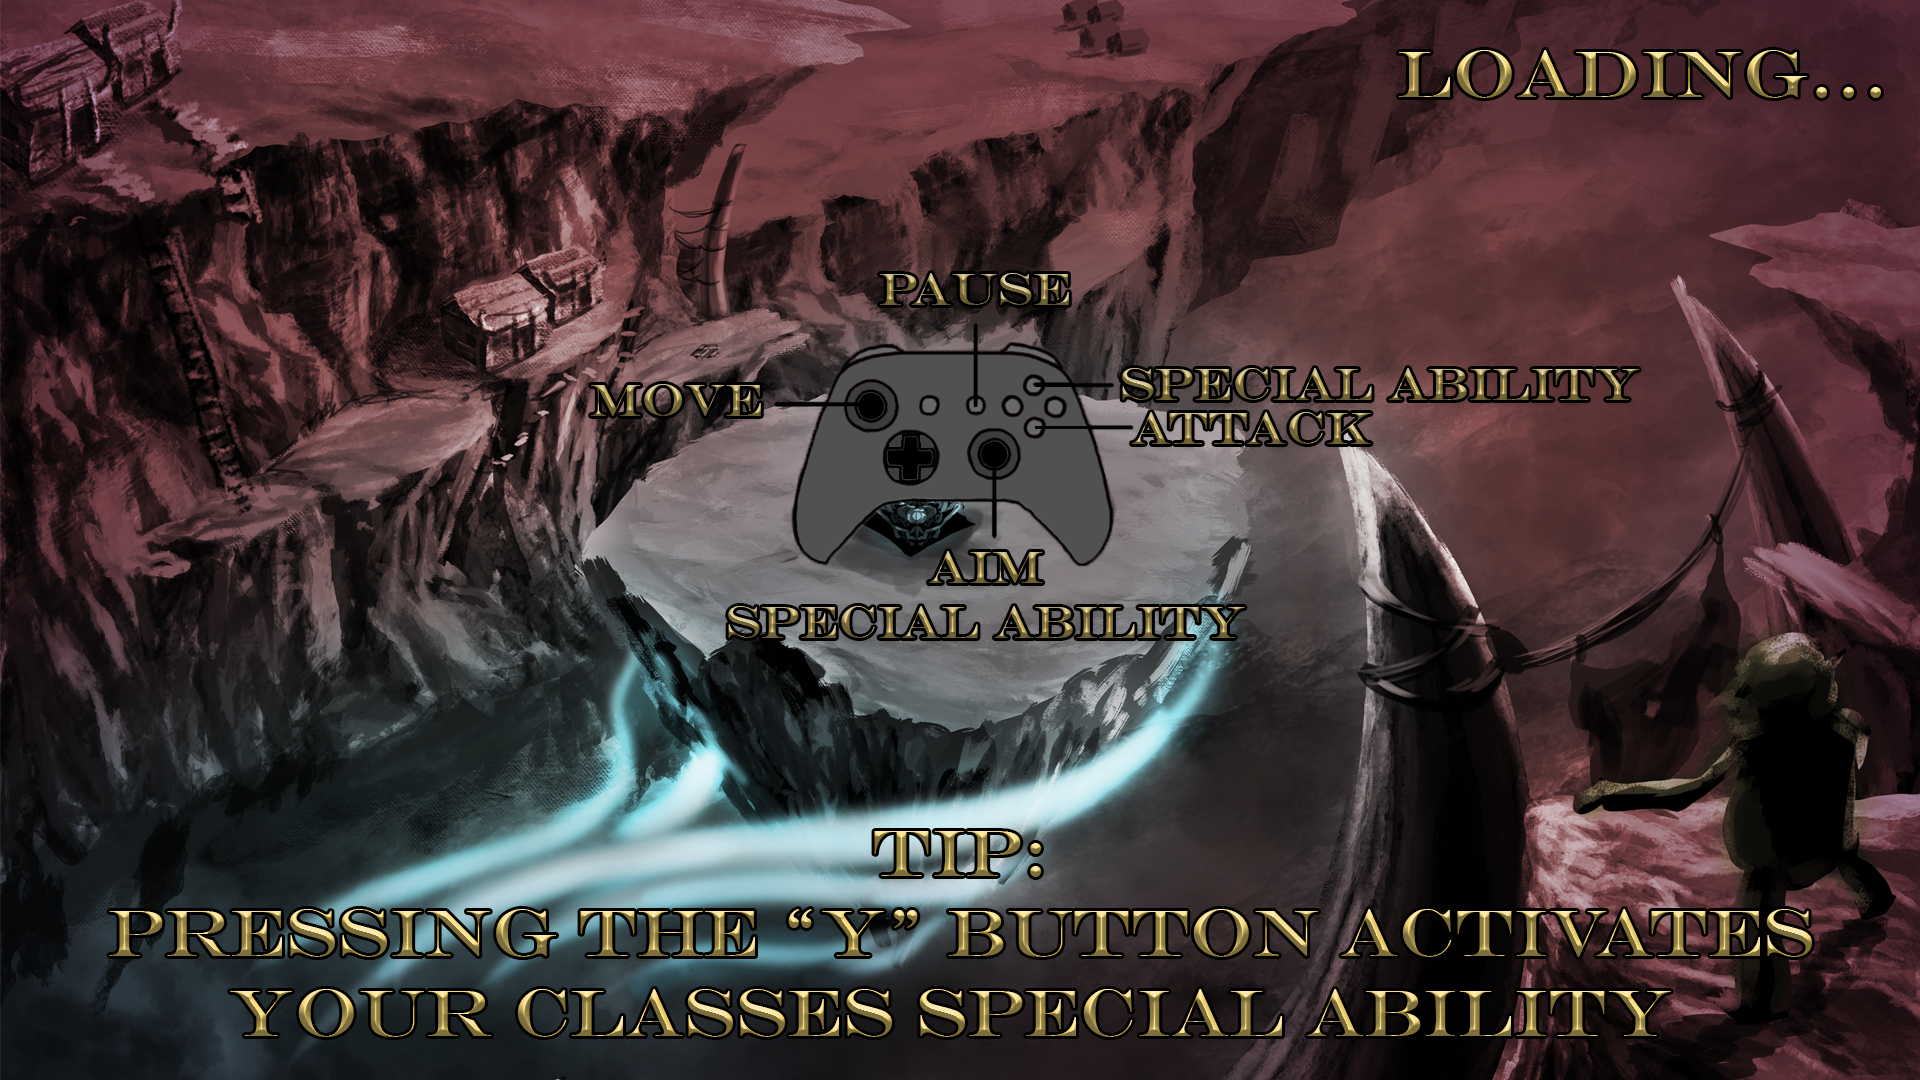 LOADING...
PAUSE
MOVE
SPECIAL ABILITY
ATTACK
AIM
SPECIAL ABILITY
TIP:
PRESSING THE “Y” BUTTON ACTIVATES
YOUR CLASSES SPECIAL ABILITY